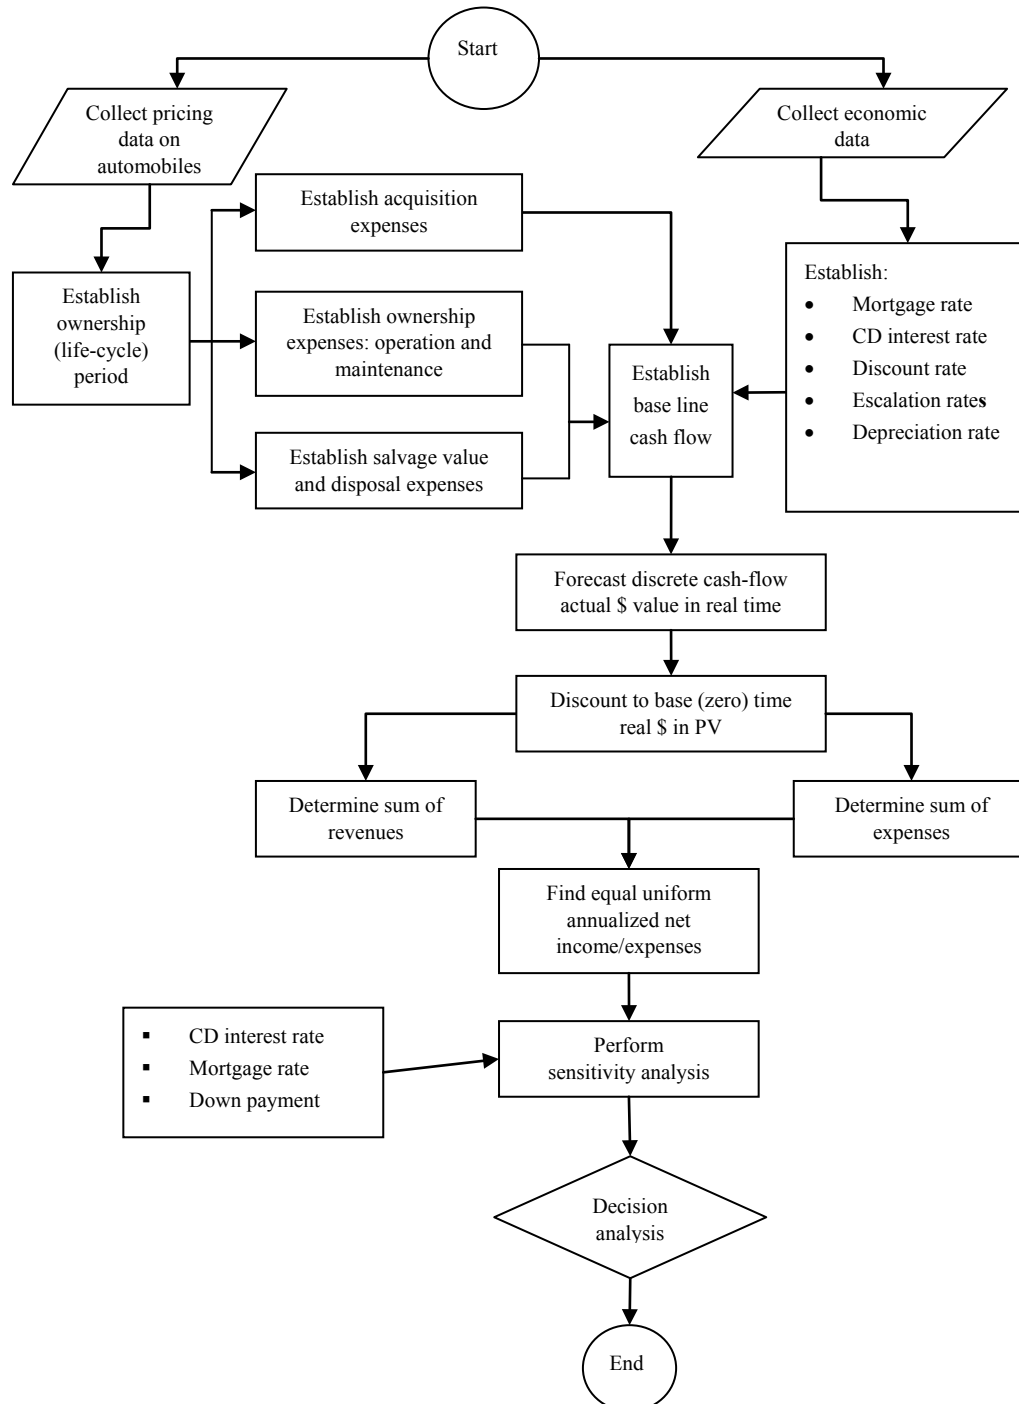 Start
Collect pricing
data on
automobiles
Collect economic
data
Establish acquisition
expenses
Establish
ownership
(life-cycle)
period
Establish ownership
expenses: operation and
maintenance
Establish salvage value
and disposal expenses
Establish
base line
cash flow
Establish:
• Mortgage rate
• CD interest rate
• Discount rate
• Escalation rates
• Depreciation rate
Forecast discrete cash-flow
actual $ value in real time
Discount to base (zero) time
real $ in PV
Determine sum of
revenues
Determine sum of
expenses
Find equal uniform
annualized net
income/expenses
▪ CD interest rate
▪ Mortgage rate
▪ Down payment
Perform
sensitivity analysis
Decision
analysis
End